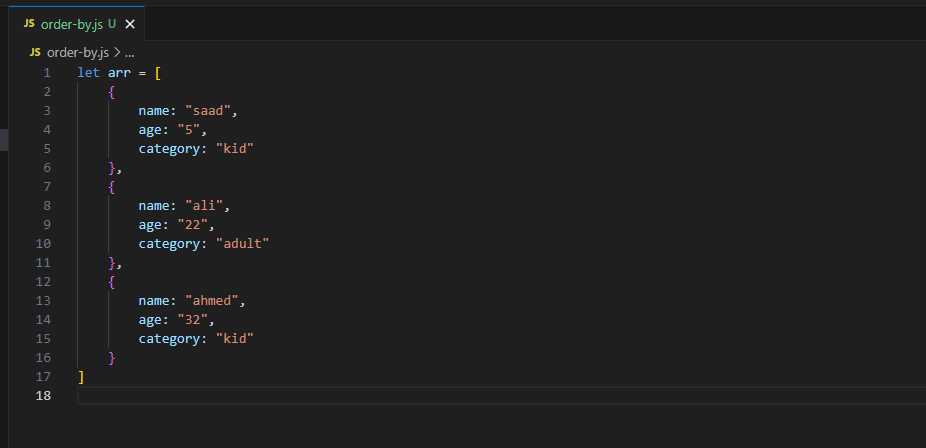 JS order-by.js U ×
JS order-by.js > ...
1 let arr = [
2     {
3         name: "saad",
4         age: "5",
5         category: "kid"
6     },
7     {
8         name: "ali",
9         age: "22",
10         category: "adult"
11     },
12     {
13         name: "ahmed",
14         age: "32",
15         category: "kid"
16     }
17 ]
18